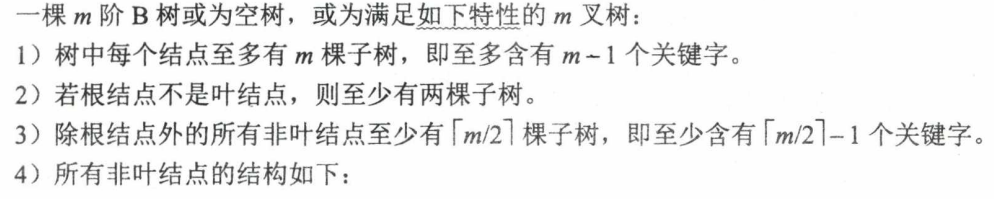 一棵 m 阶 B 树或为空树，或为满足如下特性的 m 叉树：
1）树中每个结点至多有 m 棵子树，即至多含有 m－1 个关键字。
2）若根结点不是叶结点，则至少有两棵子树。
3）除根结点外的所有非叶结点至少有⌈m/2⌉棵子树，即至少含有⌈m/2⌉－1 个关键字。
4）所有非叶结点的结构如下：